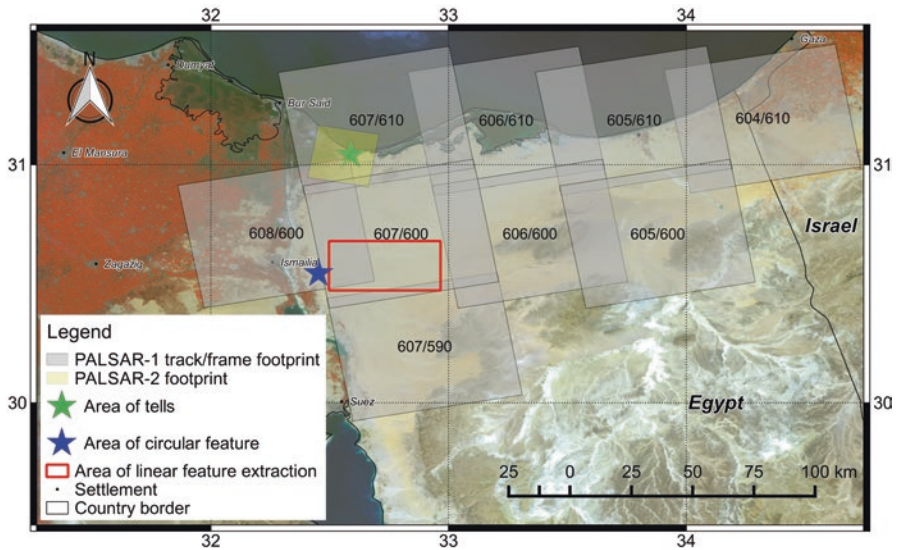 32
33
34
N
Dumyat
Gaza
Bur Said
607/610
606/610
605/610
604/610
31
El Mansura
31
Israel
608/600
607/600
606/600
605/600
Zagazig
Ismailia
607/590
Legend
PALSAR-1 track/frame footprint
PALSAR-2 footprint
Area of tells
Area of circular feature
Area of linear feature extraction
Settlement
Country border
30
Suez
Egypt
30
25 0 25 50 75 100 km
32
33
34